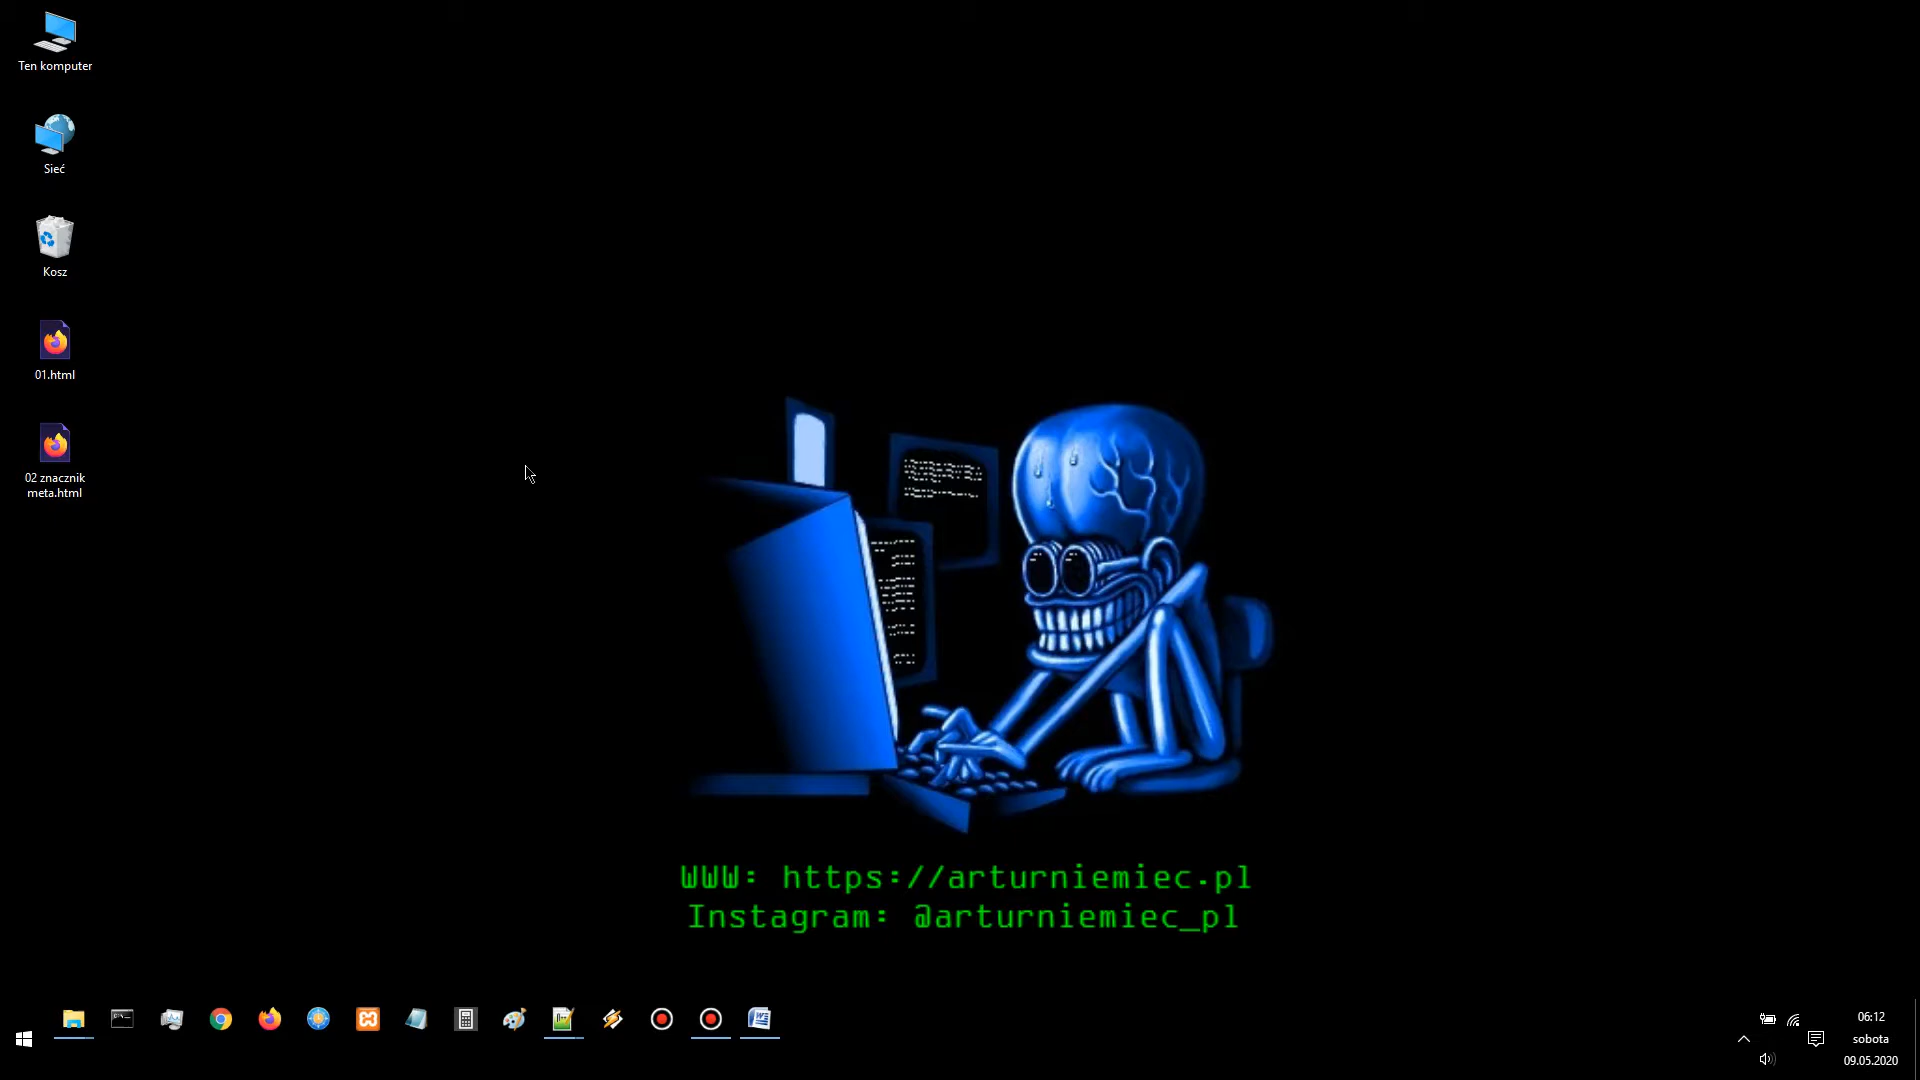 Ten komputer
Sieć
Kosz
01.html
02 znacznik
meta.html
WWW: https://arturniemiec.pl
Instagram: @arturniemiec_pl
06:12
sobota
09.05.2020